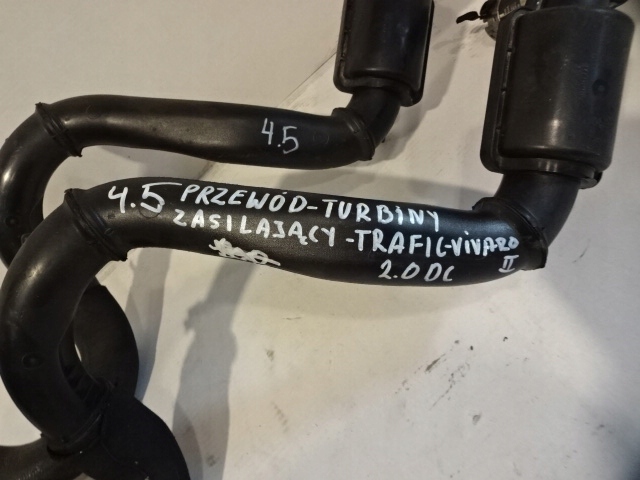 4.5
4.5 PRZEWÓD-TURBINY
ZASILAJĄCY-TRAFIC-VIVARO
2.0 DC II